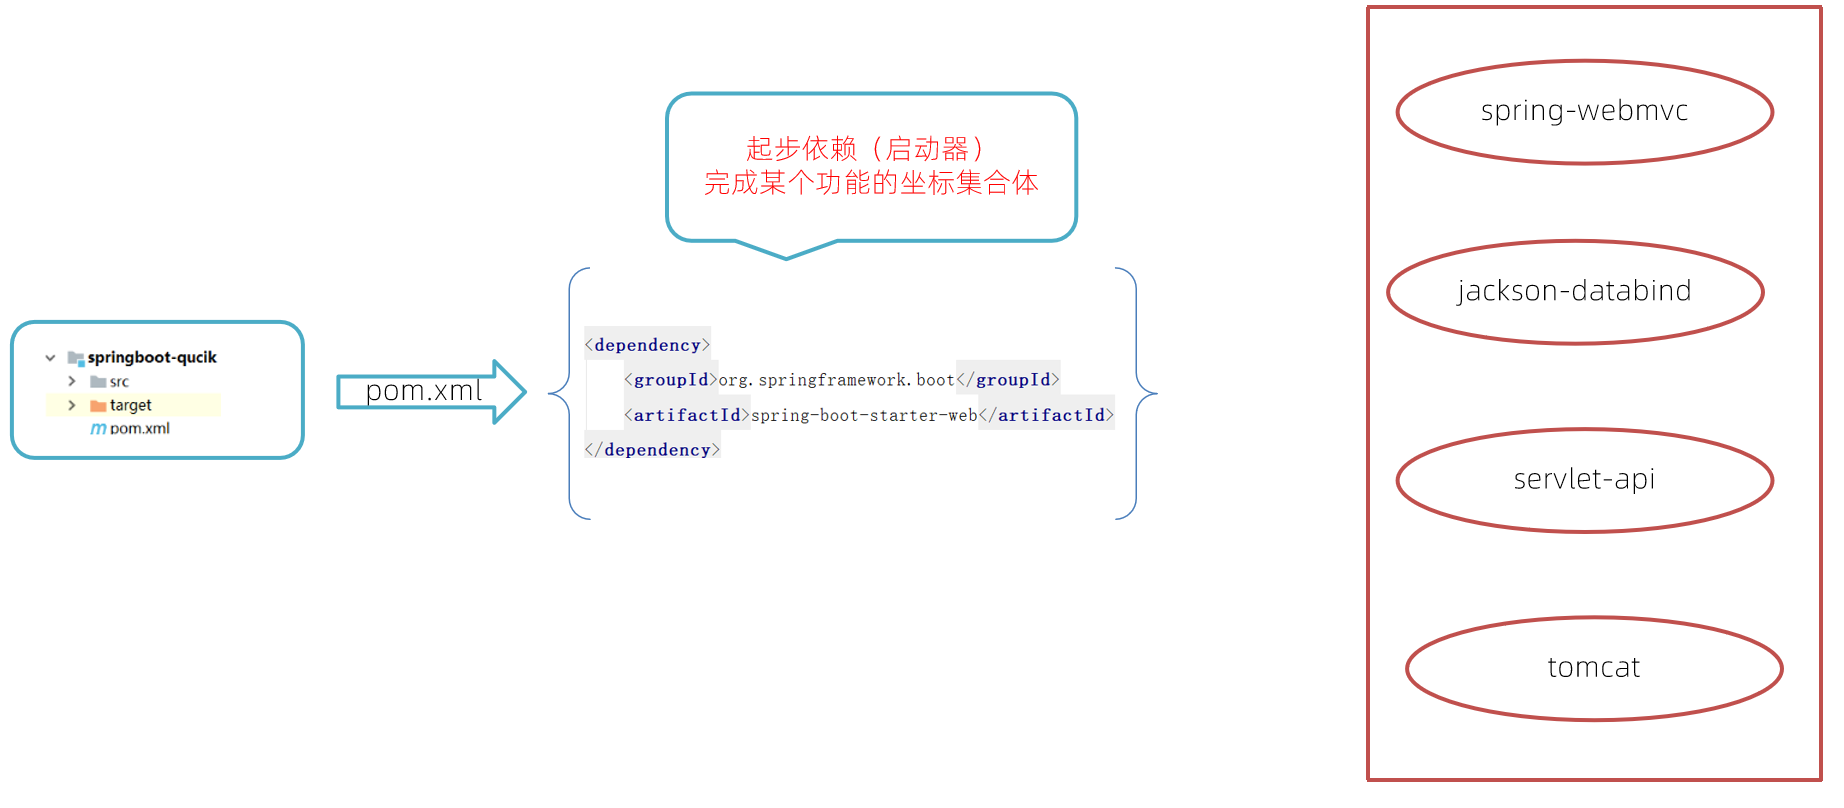 springboot-qucik
src
target
pom.xml
pom.xml
起步依赖（启动器）
完成某个功能的坐标集合体
<dependency>
<groupId>org.springframework.boot</groupId>
<artifactId>spring-boot-starter-web</artifactId>
</dependency>
spring-webmvc
jackson-databind
servlet-api
tomcat